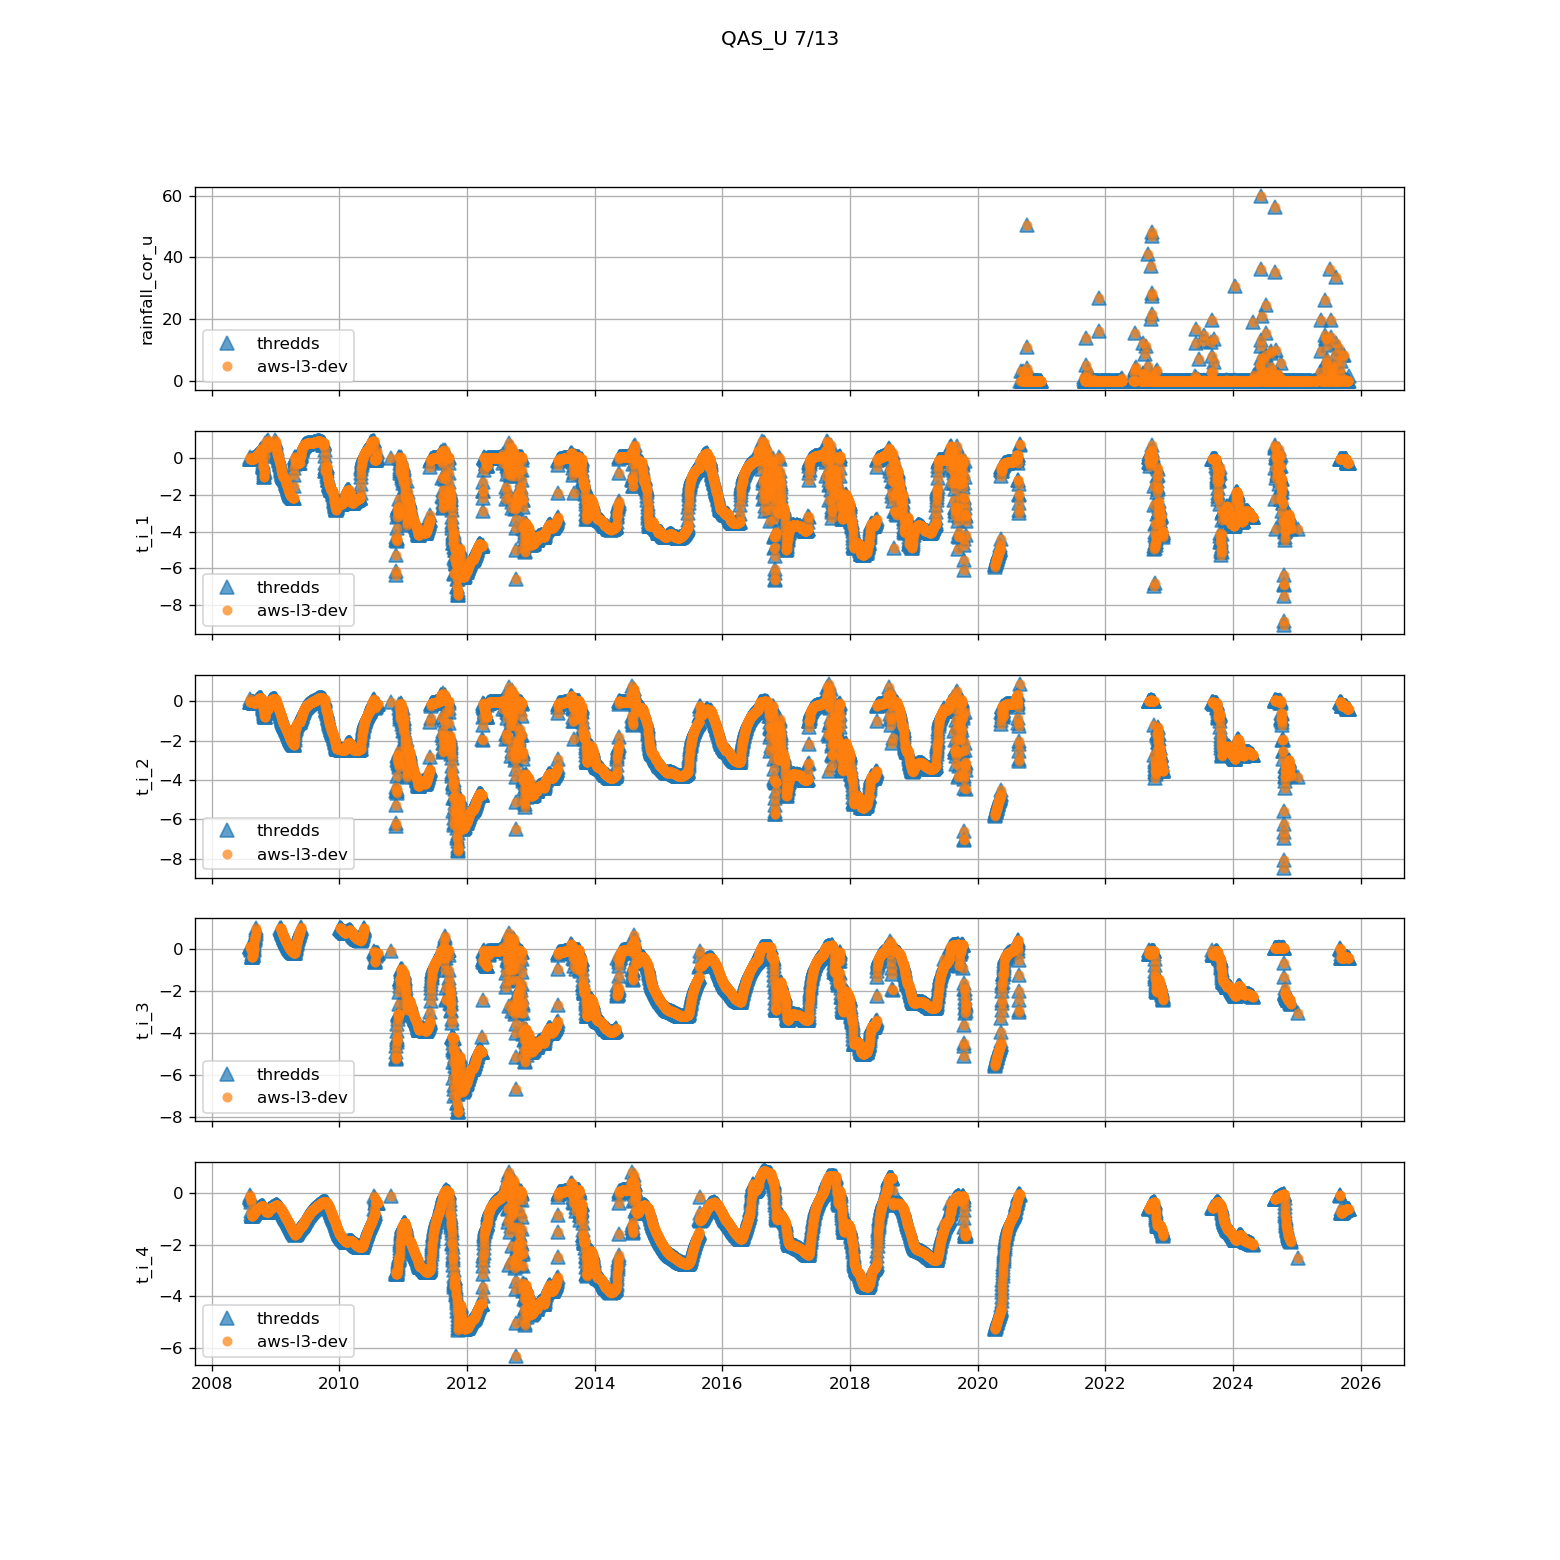 QAS_U 7/13
rainfall_cor_u
60
40
20
0
thredds
aws-l3-dev
t_i_1
0
−2
−4
−6
−8
thredds
aws-l3-dev
t_i_2
0
−2
−4
−6
−8
thredds
aws-l3-dev
t_i_3
0
−2
−4
−6
−8
thredds
aws-l3-dev
t_i_4
0
−2
−4
−6
thredds
aws-l3-dev
2008 2010 2012 2014 2016 2018 2020 2022 2024 2026